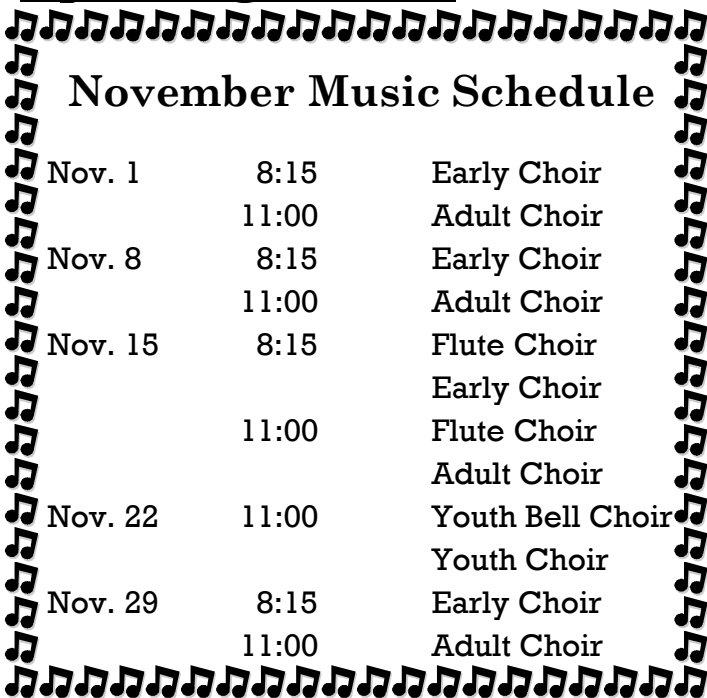 November Music Schedule
Nov. 1 8:15 Early Choir
11:00 Adult Choir
Nov. 8 8:15 Early Choir
11:00 Adult Choir
Nov. 15 8:15 Flute Choir
Early Choir
11:00 Flute Choir
Adult Choir
Nov. 22 11:00 Youth Bell Choir
Youth Choir
Nov. 29 8:15 Early Choir
11:00 Adult Choir